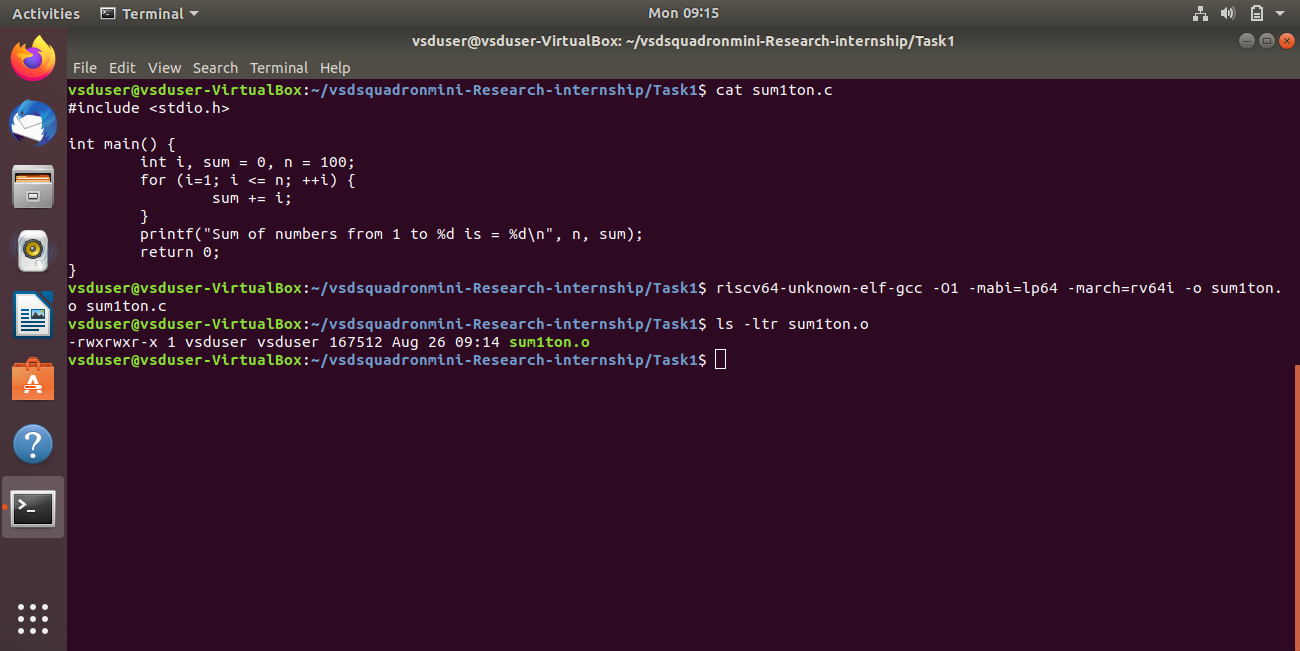 Activities Terminal Mon 09:15
vsduser@vsduser-VirtualBox: ~/vsdsquadronmini-Research-internship/Task1
File Edit View Search Terminal Help
vsduser@vsduser-VirtualBox:~/vsdsquadronmini-Research-internship/Task1$ cat sum1ton.c
#include <stdio.h>
int main() {
        int i, sum = 0, n = 100;
        for (i=1; i <= n; ++i) {
                sum += i;
        }
        printf("Sum of numbers from 1 to %d is = %d\n", n, sum);
        return 0;
}
vsduser@vsduser-VirtualBox:~/vsdsquadronmini-Research-internship/Task1$ riscv64-unknown-elf-gcc -O1 -mabi=lp64 -march=rv64i -o sum1ton.
o sum1ton.c
vsduser@vsduser-VirtualBox:~/vsdsquadronmini-Research-internship/Task1$ ls -ltr sum1ton.o
-rwxrwxr-x 1 vsduser vsduser 167512 Aug 26 09:14 sum1ton.o
vsduser@vsduser-VirtualBox:~/vsdsquadronmini-Research-internship/Task1$